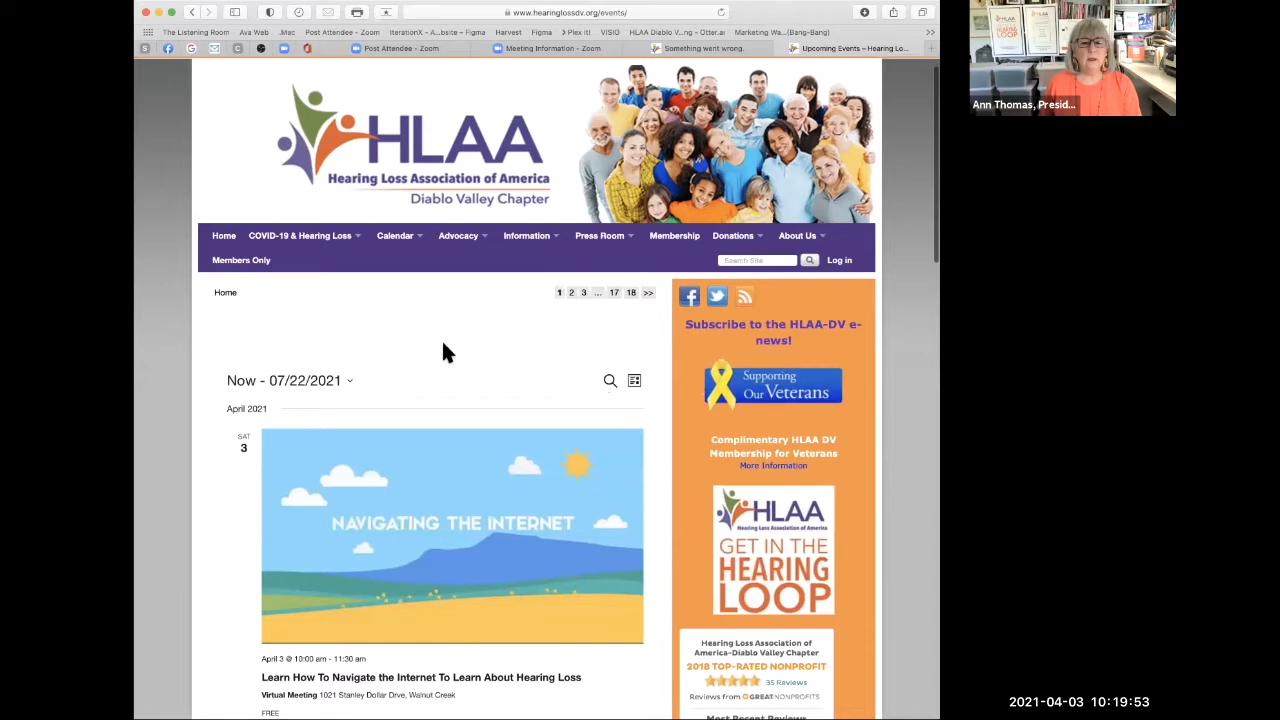 www.hearinglossdv.org/events/
The Listening Room
Ava Web
...Moc
Post Attendee - Zoom
IterationX - A...bsite – Figma
Harvest
Figma
Plex it!
VISIO
HLAA Diablo V...ng - Otter.ai
Marketing Wa...(Bang-Bang)
>>
Post Attendee - Zoom
Meeting Information - Zoom
Something went wrong.
Upcoming Events – Hearing Lo...
HLAA
Hearing Loss Association of America
Diablo Valley Chapter
Home COVID-19 & Hearing Loss Calendar Advocacy Information Press Room Membership Donations About Us
Members Only
Search Site
Log in
Home
1 2 3 ... 17 18 >>
Now - 07/22/2021
April 2021
SAT
3
NAVIGATING THE INTERNET
April 3 @ 10:00 am - 11:30 am
Learn How To Navigate the Internet To Learn About Hearing Loss
Virtual Meeting 1021 Stanley Dollar Drve, Walnut Creek
FREE
Subscribe to the HLAA-DV e-
news!
Supporting
Our Veterans
Complimentary HLAA DV
Membership for Veterans
More Information
HLAA
Hearing Loss Association of America
GET IN THE
HEARING
LOOP
Hearing Loss Association of
America-Diablo Valley Chapter
2018 TOP-RATED NONPROFIT
35 Reviews
Reviews from GREATNONPROFITS
Most Recent Reviews
HEARING
LOOP
Ann Thomas, Presid...
2021-04-03 10:19:53